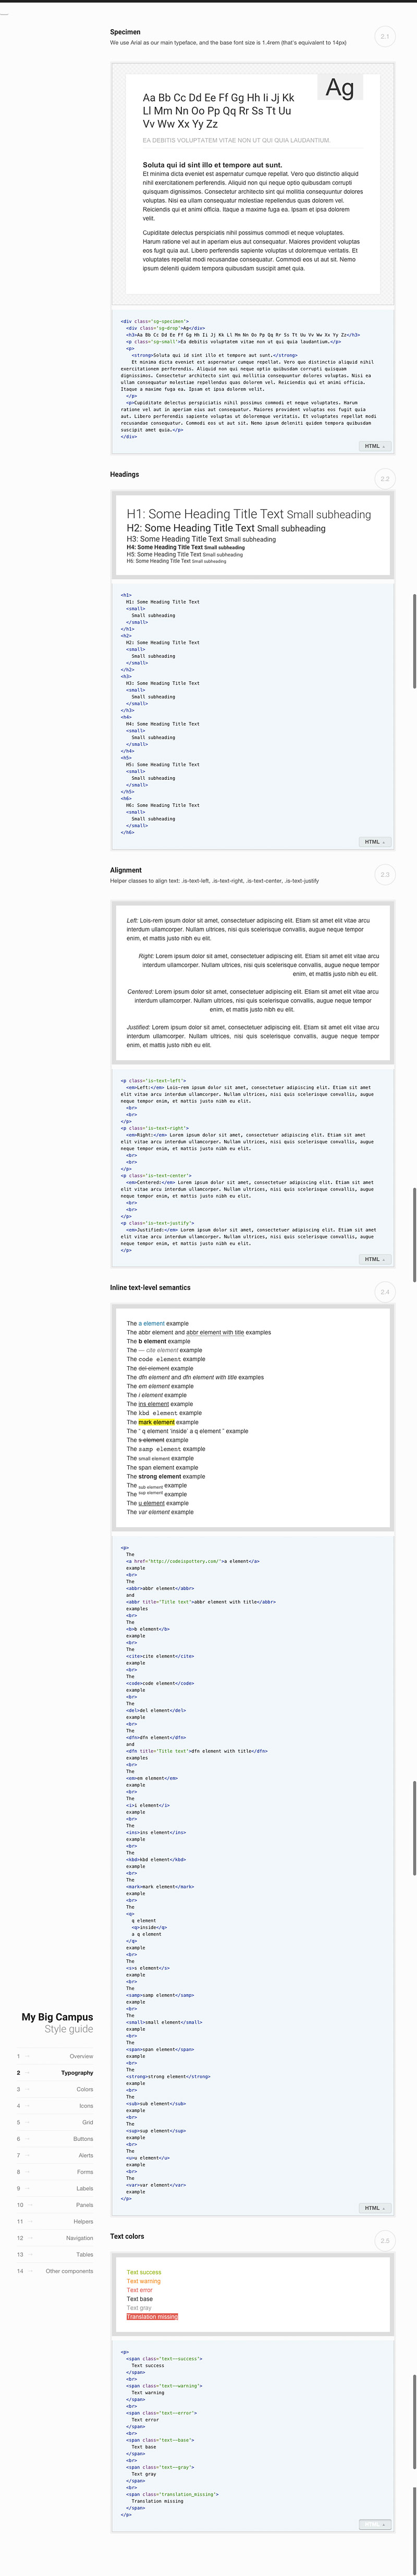 Specimen
2.1
We use Arial as our main typeface, and the base font size is 1.4rem (that's equivalent to 14px)
Aa Bb Cc Dd Ee Ff Gg Hh Ii Jj Kk
Ll Mm Nn Oo Pp Qq Rr Ss Tt Uu
Vv Ww Xx Yy Zz
Ag
EA DEBITIS VOLUPTATEM VITAE NON UT QUI QUIA LAUDANTIUM.
Soluta qui id sint illo et tempore aut sunt.
Et minima dicta eveniet est aspernatur cumque repellat. Vero quo distinctio aliquid
nihil exercitationem perferendis. Aliquid non qui neque optio quibusdam corrupti
quisquam dignissimos. Consectetur architecto sint qui mollitia consequuntur dolores
voluptas. Nisi ea ullam consequatur molestiae repellendus quas dolorem vel.
Reiciendis qui et animi officia. Itaque a maxime fuga ea. Ipsam et ipsa dolorem
velit.
Cupiditate delectus perspiciatis nihil possimus commodi et neque voluptates.
Harum ratione vel aut in aperiam eius aut consequatur. Maiores provident voluptas
eos fugit quia aut. Libero perferendis sapiente voluptas ut doloremque veritatis. Et
voluptates repellat modi recusandae consequatur. Commodi eos ut aut sit. Nemo
ipsum deleniti quidem tempora quibusdam suscipit amet quia.
<div class="sg-specimen">
<div class="sg-drop">Ag</div>
<h3>Aa Bb Cc Dd Ee Ff Gg Hh Ii Jj Kk Ll Mm Nn Oo Pp Qq Rr Ss Tt Uu Vv Ww Xx Yy Zz</h3>
<p class="sg-small">Ea debitis voluptatem vitae non ut qui quia laudantium.</p>
<p>
<strong>Soluta qui id sint illo et tempore aut sunt.</strong>
Et minima dicta eveniet est aspernatur cumque repellat. Vero quo distinctio aliquid nihil
exercitationem perferendis. Aliquid non qui neque optio quibusdam corrupti quisquam
dignissimos. Consectetur architecto sint qui mollitia consequuntur dolores voluptas. Nisi ea
ullam consequatur molestiae repellendus quas dolorem vel. Reiciendis qui et animi officia.
Itaque a maxime fuga ea. Ipsam et ipsa dolorem velit.
</p>
<p>Cupiditate delectus perspiciatis nihil possimus commodi et neque voluptates. Harum
ratione vel aut in aperiam eius aut consequatur. Maiores provident voluptas eos fugit quia
aut. Libero perferendis sapiente voluptas ut doloremque veritatis. Et voluptates repellat modi
recusandae consequatur. Commodi eos ut aut sit. Nemo ipsum deleniti quidem tempora quibusdam
suscipit amet quia.</p>
</div>
HTML
Headings
2.2
H1: Some Heading Title Text Small subheading
H2: Some Heading Title Text Small subheading
H3: Some Heading Title Text Small subheading
H4: Some Heading Title Text Small subheading
H5: Some Heading Title Text Small subheading
H6: Some Heading Title Text Small subheading
<h1>
H1: Some Heading Title Text
<small>
Small subheading
</small>
</h1>
<h2>
H2: Some Heading Title Text
<small>
Small subheading
</small>
</h2>
<h3>
H3: Some Heading Title Text
<small>
Small subheading
</small>
</h3>
<h4>
H4: Some Heading Title Text
<small>
Small subheading
</small>
</h4>
<h5>
H5: Some Heading Title Text
<small>
Small subheading
</small>
</h5>
<h6>
H6: Some Heading Title Text
<small>
Small subheading
</small>
</h6>
HTML
Alignment
2.3
Helper classes to align text: .is-text-left, .is-text-right, .is-text-center, .is-text-justify
Left: Lois-rem ipsum dolor sit amet, consectetuer adipiscing elit. Etiam sit amet elit vitae arcu
interdum ullamcorper. Nullam ultrices, nisi quis scelerisque convallis, augue neque tempor
enim, et mattis justo nibh eu elit.
Right: Lorem ipsum dolor sit amet, consectetuer adipiscing elit. Etiam sit amet elit vitae arcu
interdum ullamcorper. Nullam ultrices, nisi quis scelerisque convallis, augue neque tempor
enim, et mattis justo nibh eu elit.
Centered: Lorem ipsum dolor sit amet, consectetuer adipiscing elit. Etiam sit amet elit vitae arcu
interdum ullamcorper. Nullam ultrices, nisi quis scelerisque convallis, augue neque tempor
enim, et mattis justo nibh eu elit.
Justified: Lorem ipsum dolor sit amet, consectetuer adipiscing elit. Etiam sit amet elit vitae arcu
interdum ullamcorper. Nullam ultrices, nisi quis scelerisque convallis, augue neque tempor
enim, et mattis justo nibh eu elit.
<p class="is-text-left">
<em>Left:</em> Lois-rem ipsum dolor sit amet, consectetuer adipiscing elit. Etiam sit amet
elit vitae arcu interdum ullamcorper. Nullam ultrices, nisi quis scelerisque convallis, augue
neque tempor enim, et mattis justo nibh eu elit.
<br>
<br>
</p>
<p class="is-text-right">
<em>Right:</em> Lorem ipsum dolor sit amet, consectetuer adipiscing elit. Etiam sit amet
elit vitae arcu interdum ullamcorper. Nullam ultrices, nisi quis scelerisque convallis, augue
neque tempor enim, et mattis justo nibh eu elit.
<br>
<br>
</p>
<p class="is-text-center">
<em>Centered:</em> Lorem ipsum dolor sit amet, consectetuer adipiscing elit. Etiam sit amet
elit vitae arcu interdum ullamcorper. Nullam ultrices, nisi quis scelerisque convallis, augue
neque tempor enim, et mattis justo nibh eu elit.
<br>
<br>
</p>
<p class="is-text-justify">
<em>Justified:</em> Lorem ipsum dolor sit amet, consectetuer adipiscing elit. Etiam sit amet
elit vitae arcu interdum ullamcorper. Nullam ultrices, nisi quis scelerisque convallis, augue
neque tempor enim, et mattis justo nibh eu elit.
</p>
HTML
Inline text-level semantics
2.4
The a element example
The abbr element and abbr element with title examples
The b element example
The — cite element example
The code element example
The del element example
The dfn element and dfn element with title examples
The em element example
The i element example
The ins element example
The kbd element example
The mark element example
The " q element 'inside' a q element " example
The s element example
The samp element example
The small element example
The span element example
The strong element example
The sub element example
The sup element example
The u element example
The var element example
<p>
The
<a href="http://codeispottory.com/">a element</a>
example
<br>
The
<abbr>abbr element</abbr>
and
<abbr title="Title text">abbr element with title</abbr>
examples
<br>
The
<b>b element</b>
example
<br>
The
<cite>cite element</cite>
example
<br>
The
<code>code element</code>
example
<br>
The
<del>del element</del>
example
<br>
The
<dfn>dfn element</dfn>
and
<dfn title="Title text">dfn element with title</dfn>
examples
<br>
The
<em>em element</em>
example
<br>
The
<i>i element</i>
example
<br>
The
<ins>ins element</ins>
example
<br>
The
<kbd>kbd element</kbd>
example
<br>
The
<mark>mark element</mark>
example
<br>
The
<q>
q element
<q>inside</q>
a q element
</q>
example
<br>
The
<s>s element</s>
example
<br>
The
<samp>samp element</samp>
example
<br>
The
<small>small element</small>
example
<br>
The
<span>span element</span>
example
<br>
The
<strong>strong element</strong>
example
<br>
The
<sub>sub element</sub>
example
<br>
The
<sup>sup element</sup>
example
<br>
The
<u>u element</u>
example
<br>
The
<var>var element</var>
example
</p>
HTML
My Big Campus
Style guide
1 Overview
2 Typography
3 Colors
4 Icons
5 Grid
6 Buttons
7 Alerts
8 Forms
9 Labels
10 Panels
11 Helpers
12 Navigation
13 Tables
14 Other components
Text colors
2.5
Text success
Text warning
Text error
Text base
Text gray
Translation missing
<p>
<span class="text--success">
Text success
</span>
<br>
<span class="text--warning">
Text warning
</span>
<br>
<span class="text--error">
Text error
</span>
<br>
<span class="text--base">
Text base
</span>
<br>
<span class="text--gray">
Text gray
</span>
<br>
<span class="translation_missing">
Translation missing
</span>
</p>
HTML